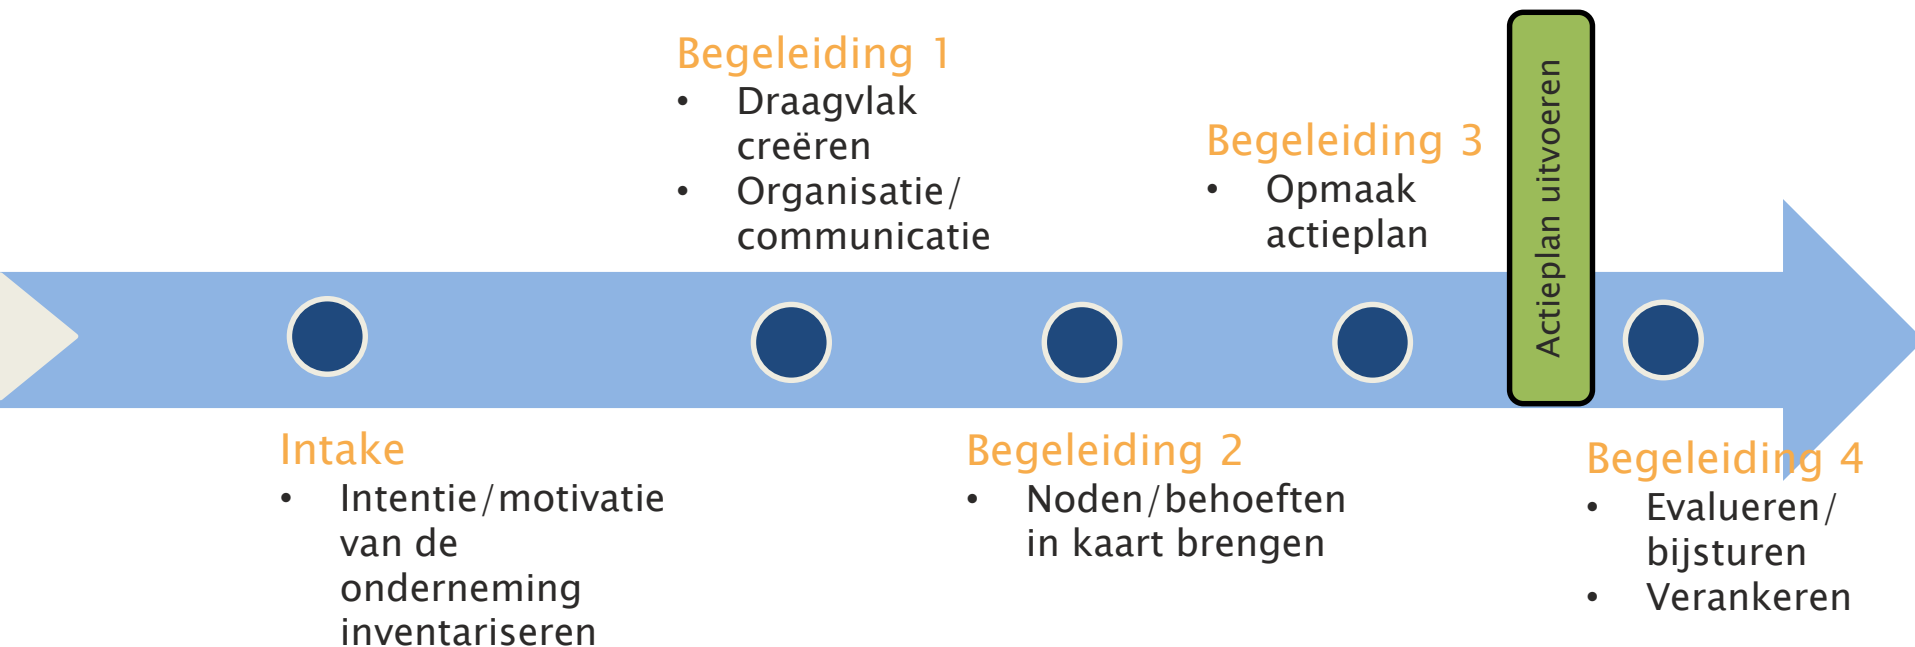 Begeleiding 1
• Draagvlak
creëren
• Organisatie/
communicatie
Begeleiding 3
• Opmaak
actieplan
Actieplan uitvoeren
Intake
• Intentie/motivatie
van de
onderneming
inventariseren
Begeleiding 2
• Noden/behoeften
in kaart brengen
Begeleiding 4
• Evalueren/
bijsturen
• Verankeren